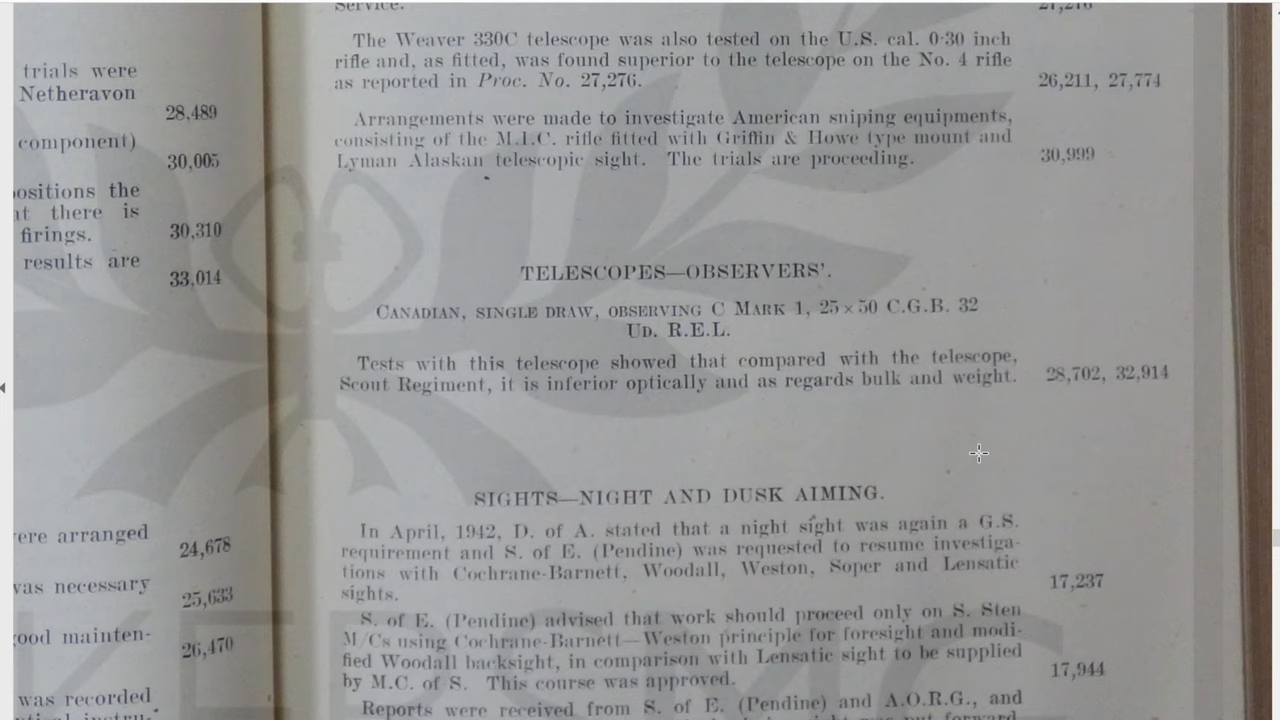 trials were
Netheravon
28,489
component)
30,005
ositions the
at there is
firings.
30,310
results are
33,014
ere arranged
24,678
vas necessary
25,633
ood mainten-
26,470
was recorded
Service.
The Weaver 330C telescope was also tested on the U.S. cal. 0·30 inch
rifle and, as fitted, was found superior to the telescope on the No. 4 rifle
as reported in Proc. No. 27,276.
26,211, 27,774
Arrangements were made to investigate American sniping equipments,
consisting of the M.I.C. rifle fitted with Griffin & Howe type mount and
Lyman Alaskan telescopic sight. The trials are proceeding.
30,999
TELESCOPES—OBSERVERS'.
CANADIAN, SINGLE DRAW, OBSERVING C MARK 1, 25×50 C.G.B. 32
UD. R.E.L.
Tests with this telescope showed that compared with the telescope,
Scout Regiment, it is inferior optically and as regards bulk and weight.
28,702, 32,914
SIGHTS—NIGHT AND DUSK AIMING.
In April, 1942, D. of A. stated that a night sight was again a G.S.
requirement and S. of E. (Pendine) was requested to resume investiga-
tions with Cochrane-Barnett, Woodall, Weston, Soper and Lensatic
sights.
17,237
S. of E. (Pendine) advised that work should proceed only on S. Sten
M/Cs using Cochrane-Barnett—Weston principle for foresight and modi-
fied Woodall backsight, in comparison with Lensatic sight to be supplied
by M.C. of S. This course was approved.
17,944
Reports were received from S. of E. (Pendine) and A.O.R.G., and